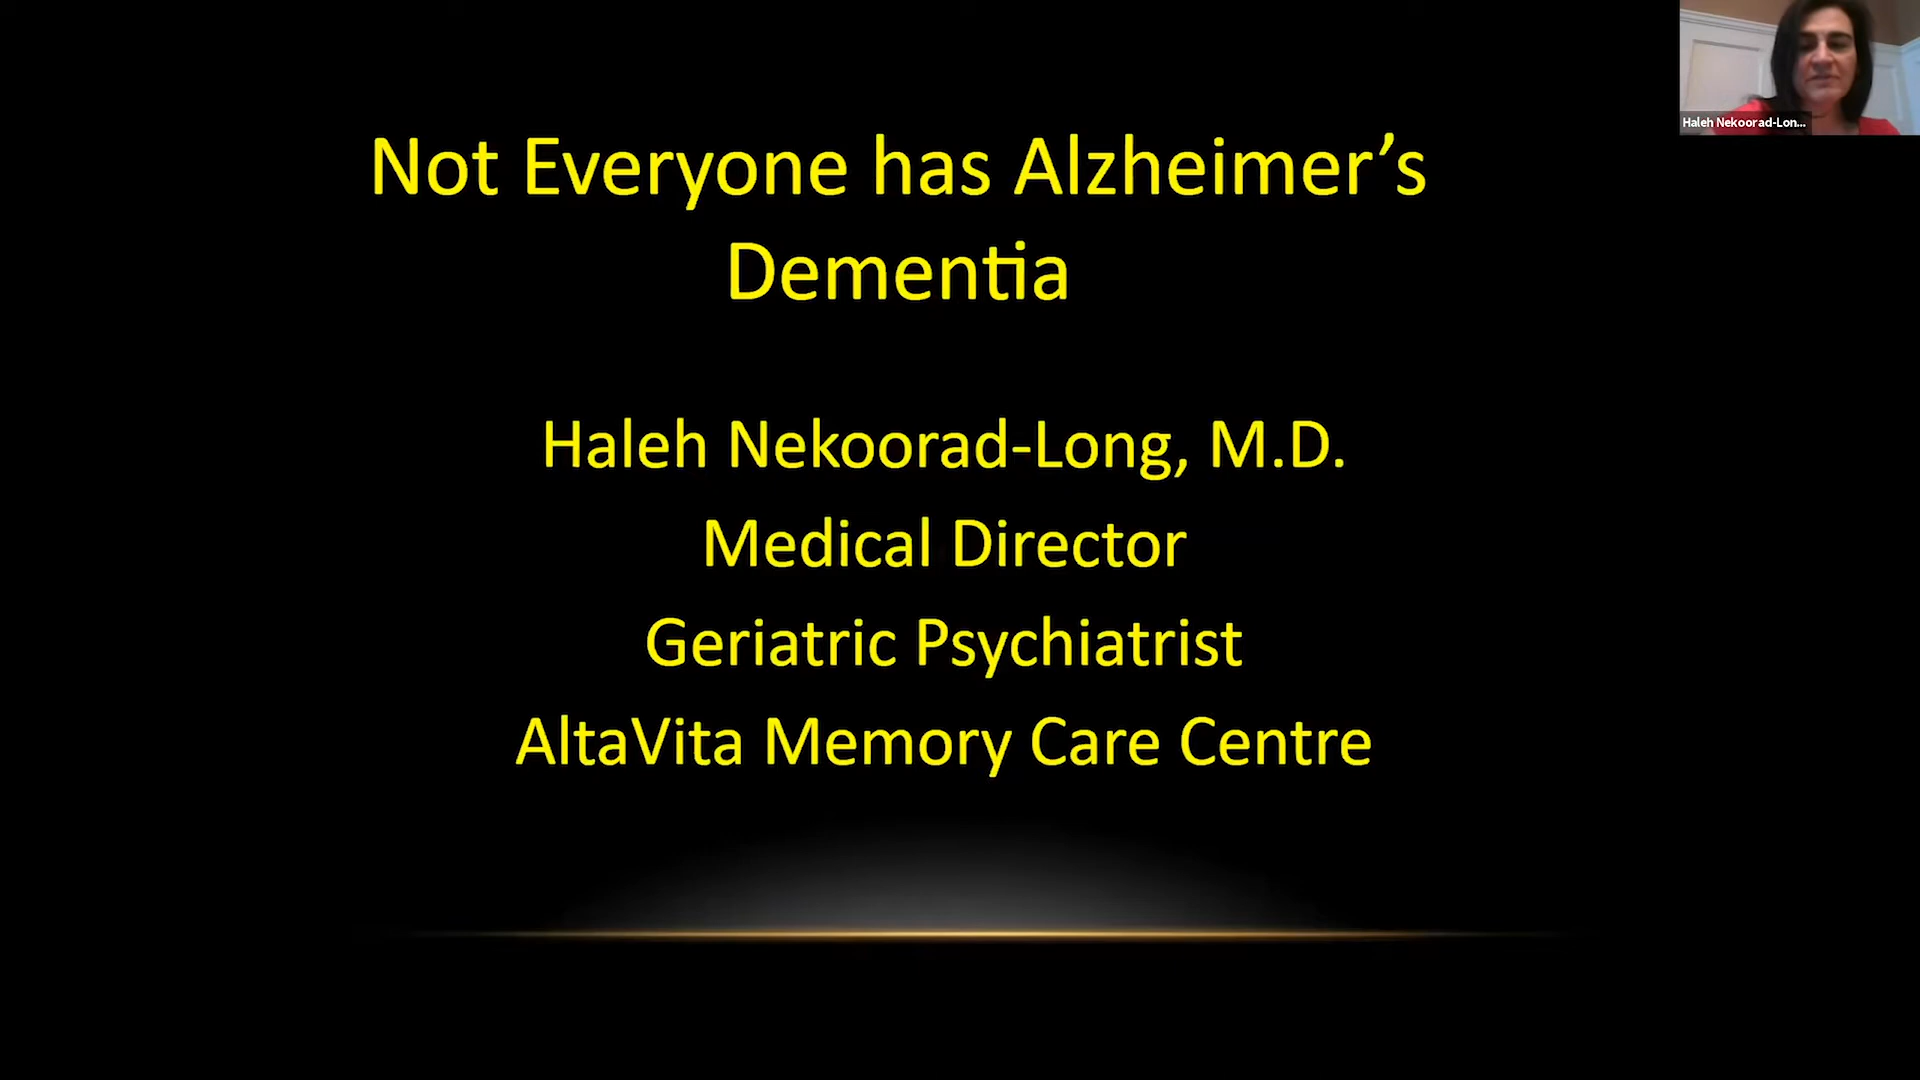 Haleh Nekoorad-Lon...
Not Everyone has Alzheimer’s
Dementia
Haleh Nekoorad-Long, M.D.
Medical Director
Geriatric Psychiatrist
AltaVita Memory Care Centre